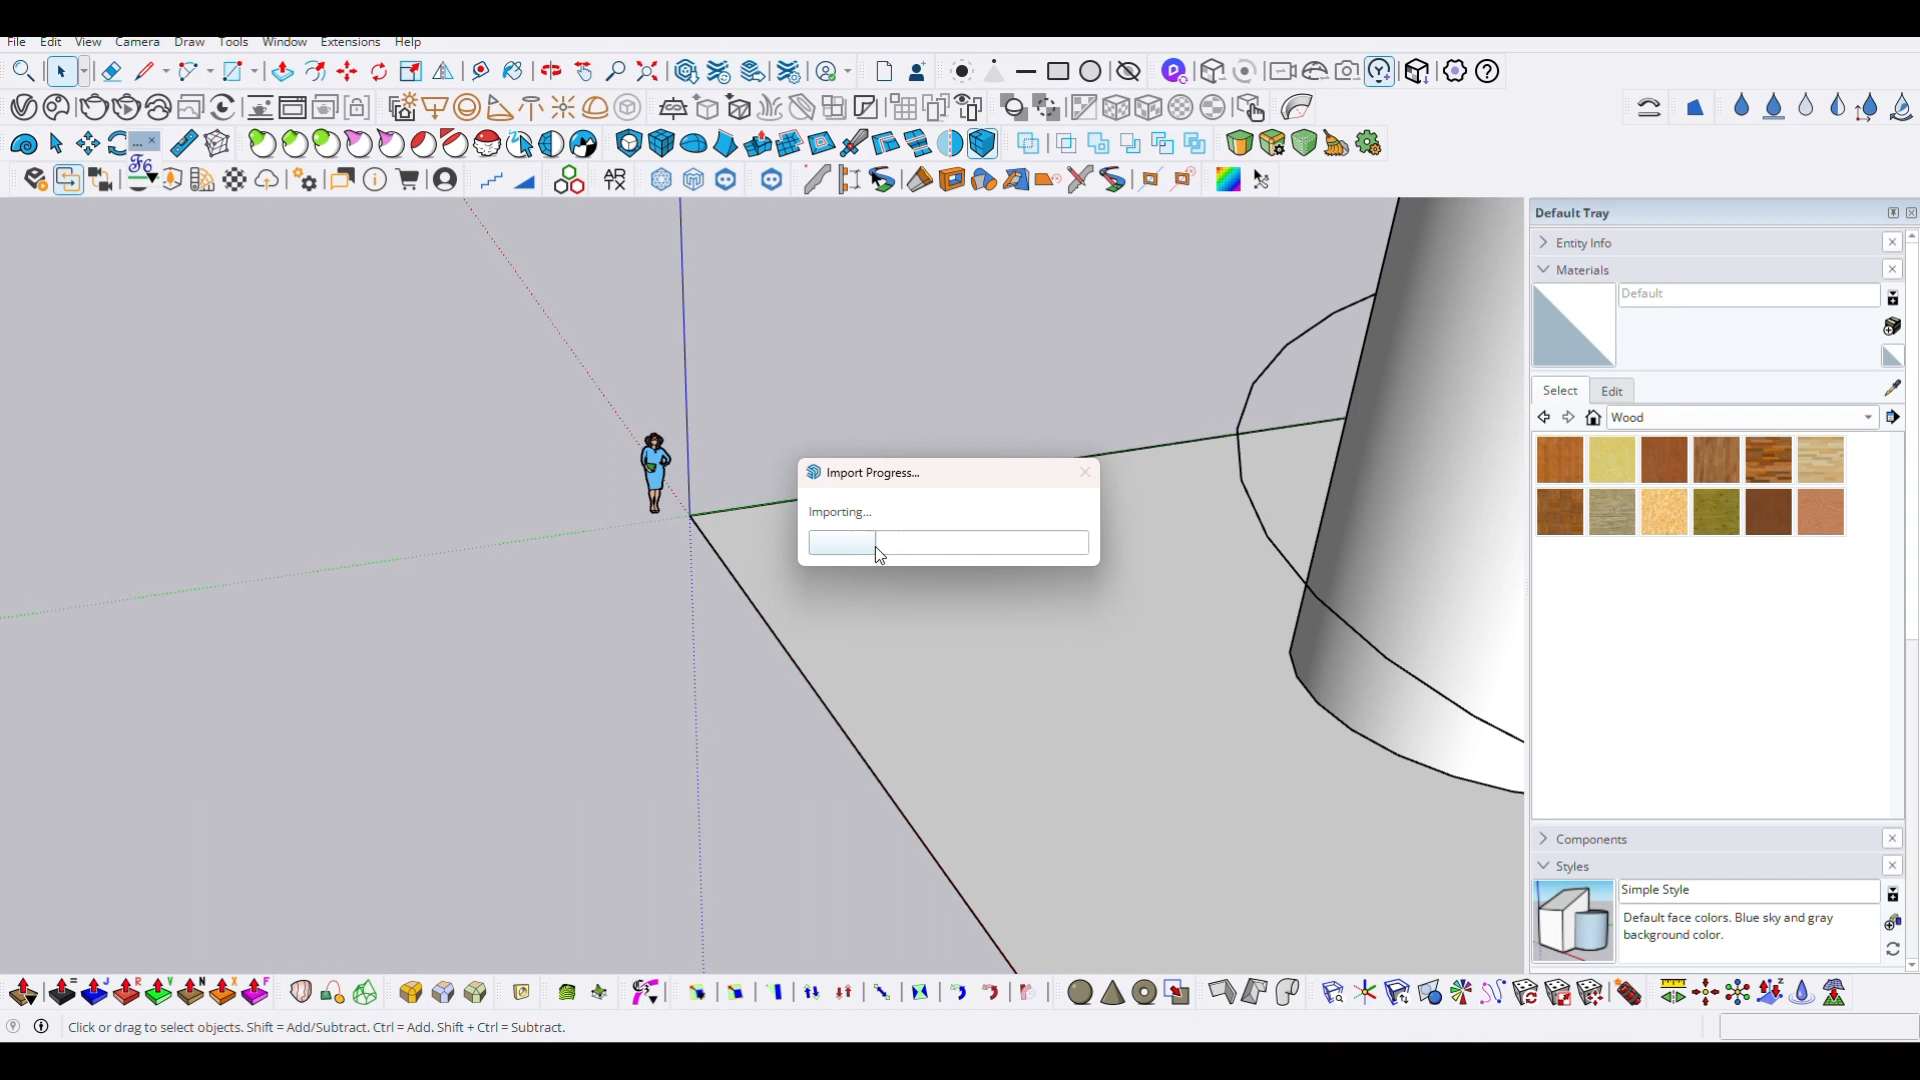 File Edit View Camera Draw Tools Window Extensions Help
F6
AR
Default Tray
Entity Info
Materials
Default
Select Edit
Wood
Import Progress...
Importing...
Components
Styles
Simple Style
Default face colors. Blue sky and gray
background color.
= J R V N X F
Z
Click or drag to select objects. Shift = Add/Subtract. Ctrl = Add. Shift + Ctrl = Subtract.